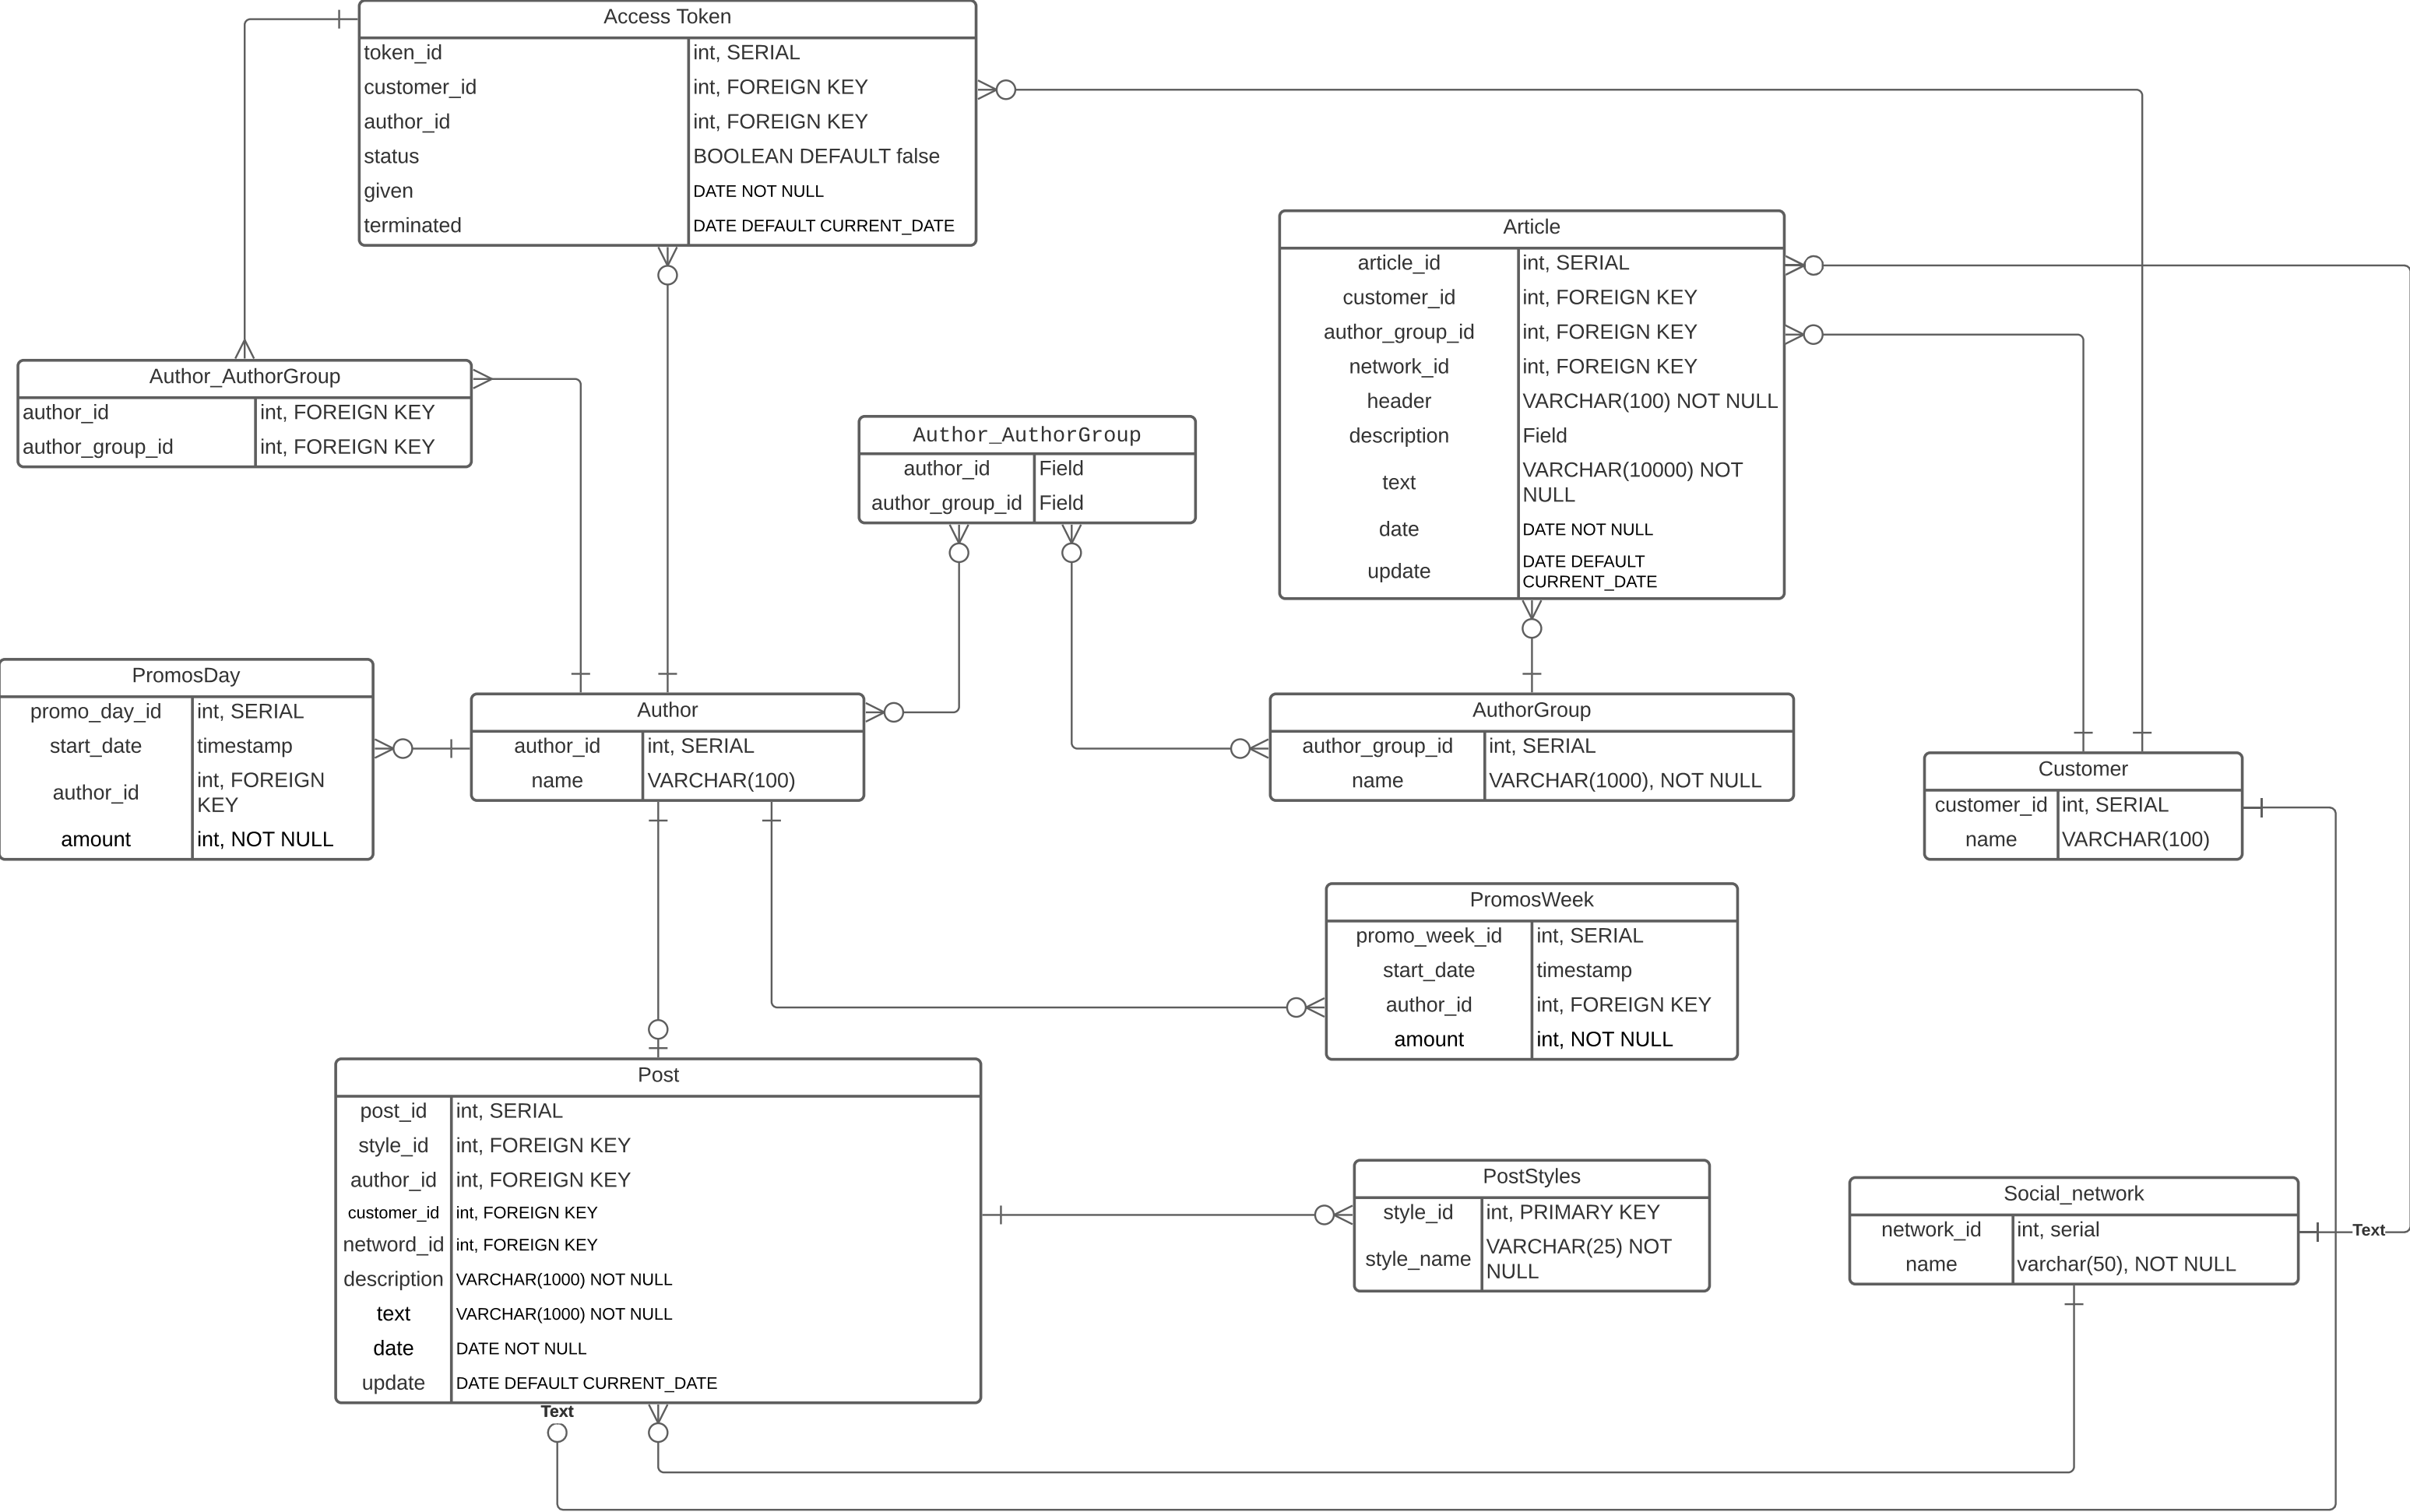 Access Token
token_id int, SERIAL
customer_id int, FOREIGN KEY
author_id int, FOREIGN KEY
status BOOLEAN DEFAULT false
given DATE NOT NULL
terminated DATE DEFAULT CURRENT_DATE
Article
article_id int, SERIAL
customer_id int, FOREIGN KEY
author_group_id int, FOREIGN KEY
network_id int, FOREIGN KEY
header VARCHAR(100) NOT NULL
description Field
text VARCHAR(10000) NOT
NULL
date DATE NOT NULL
update DATE DEFAULT
CURRENT_DATE
Author_AuthorGroup
author_id int, FOREIGN KEY
author_group_id int, FOREIGN KEY
Author_AuthorGroup
author_id Field
author_group_id Field
PromosDay
promo_day_id int, SERIAL
start_date timestamp
author_id int, FOREIGN
KEY
amount int, NOT NULL
Author
author_id int, SERIAL
name VARCHAR(100)
AuthorGroup
author_group_id int, SERIAL
name VARCHAR(1000), NOT NULL
Customer
customer_id int, SERIAL
name VARCHAR(100)
PromosWeek
promo_week_id int, SERIAL
start_date timestamp
author_id int, FOREIGN KEY
amount int, NOT NULL
Post
post_id int, SERIAL
style_id int, FOREIGN KEY
author_id int, FOREIGN KEY
customer_id int, FOREIGN KEY
netword_id int, FOREIGN KEY
description VARCHAR(1000) NOT NULL
text VARCHAR(1000) NOT NULL
date DATE NOT NULL
update DATE DEFAULT CURRENT_DATE
Text
PostStyles
style_id int, PRIMARY KEY
style_name VARCHAR(25) NOT
NULL
Social_network
network_id int, serial
name varchar(50), NOT NULL
Text